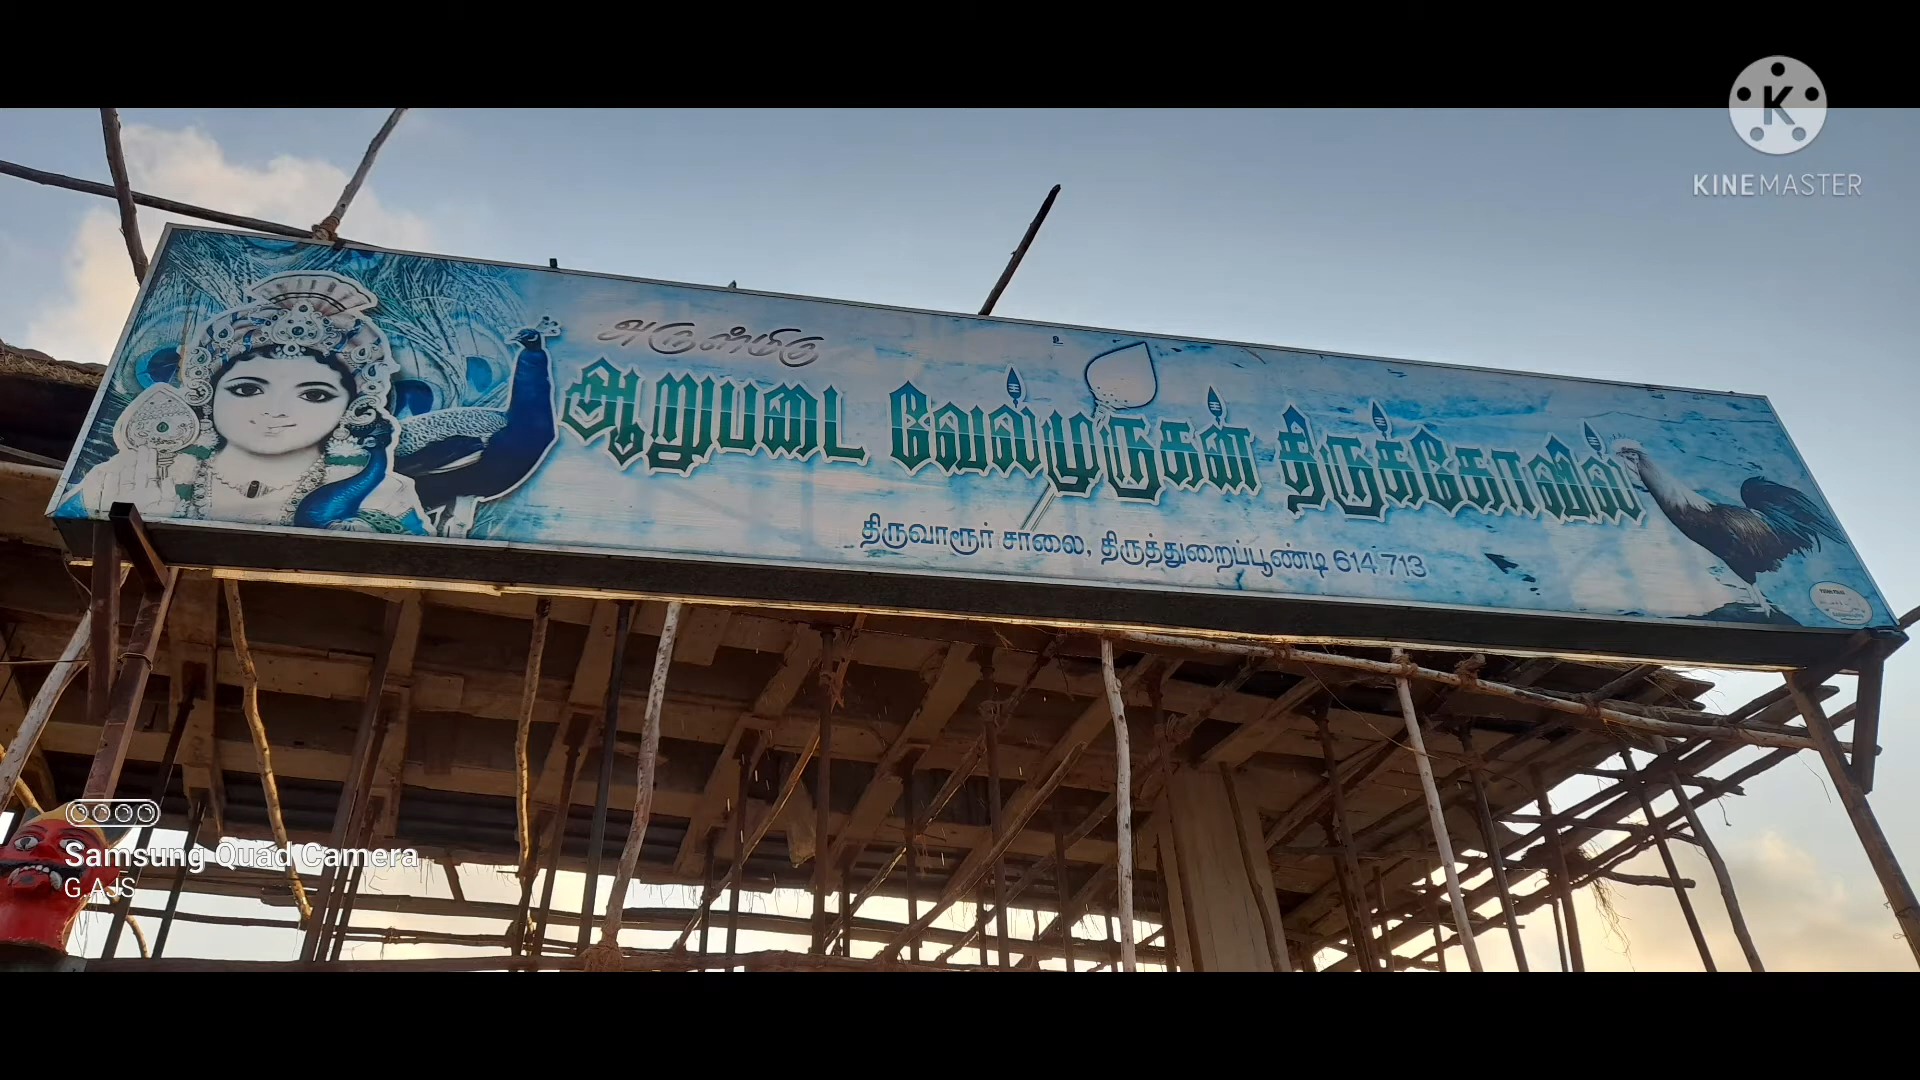 அருள்மிகு
ஆறுபடை வேல்முருகன் திருக்கோவில்
திருவாரூர் சாலை, திருத்துறைப்பூண்டி 614 713
K
KINEMASTER
Samsung Quad Camera
G.AJS